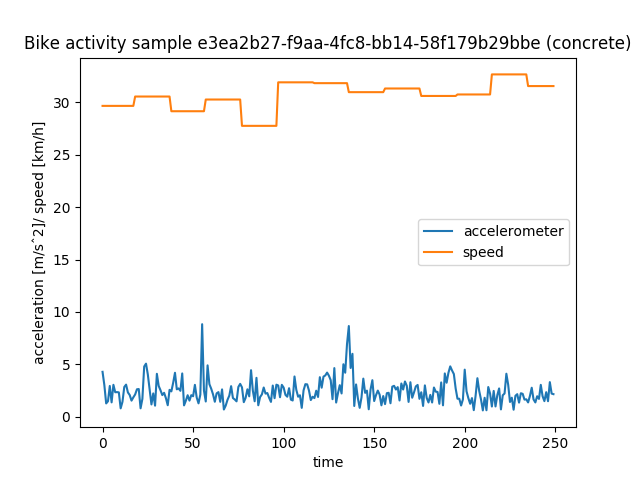 Bike activity sample e3ea2b27-f9aa-4fc8-bb14-58f179b29bbe (concrete)
acceleration [m/s^2]/ speed [km/h]
30
25
20
15
10
5
0
accelerometer
speed
0
50
100
150
200
250
time